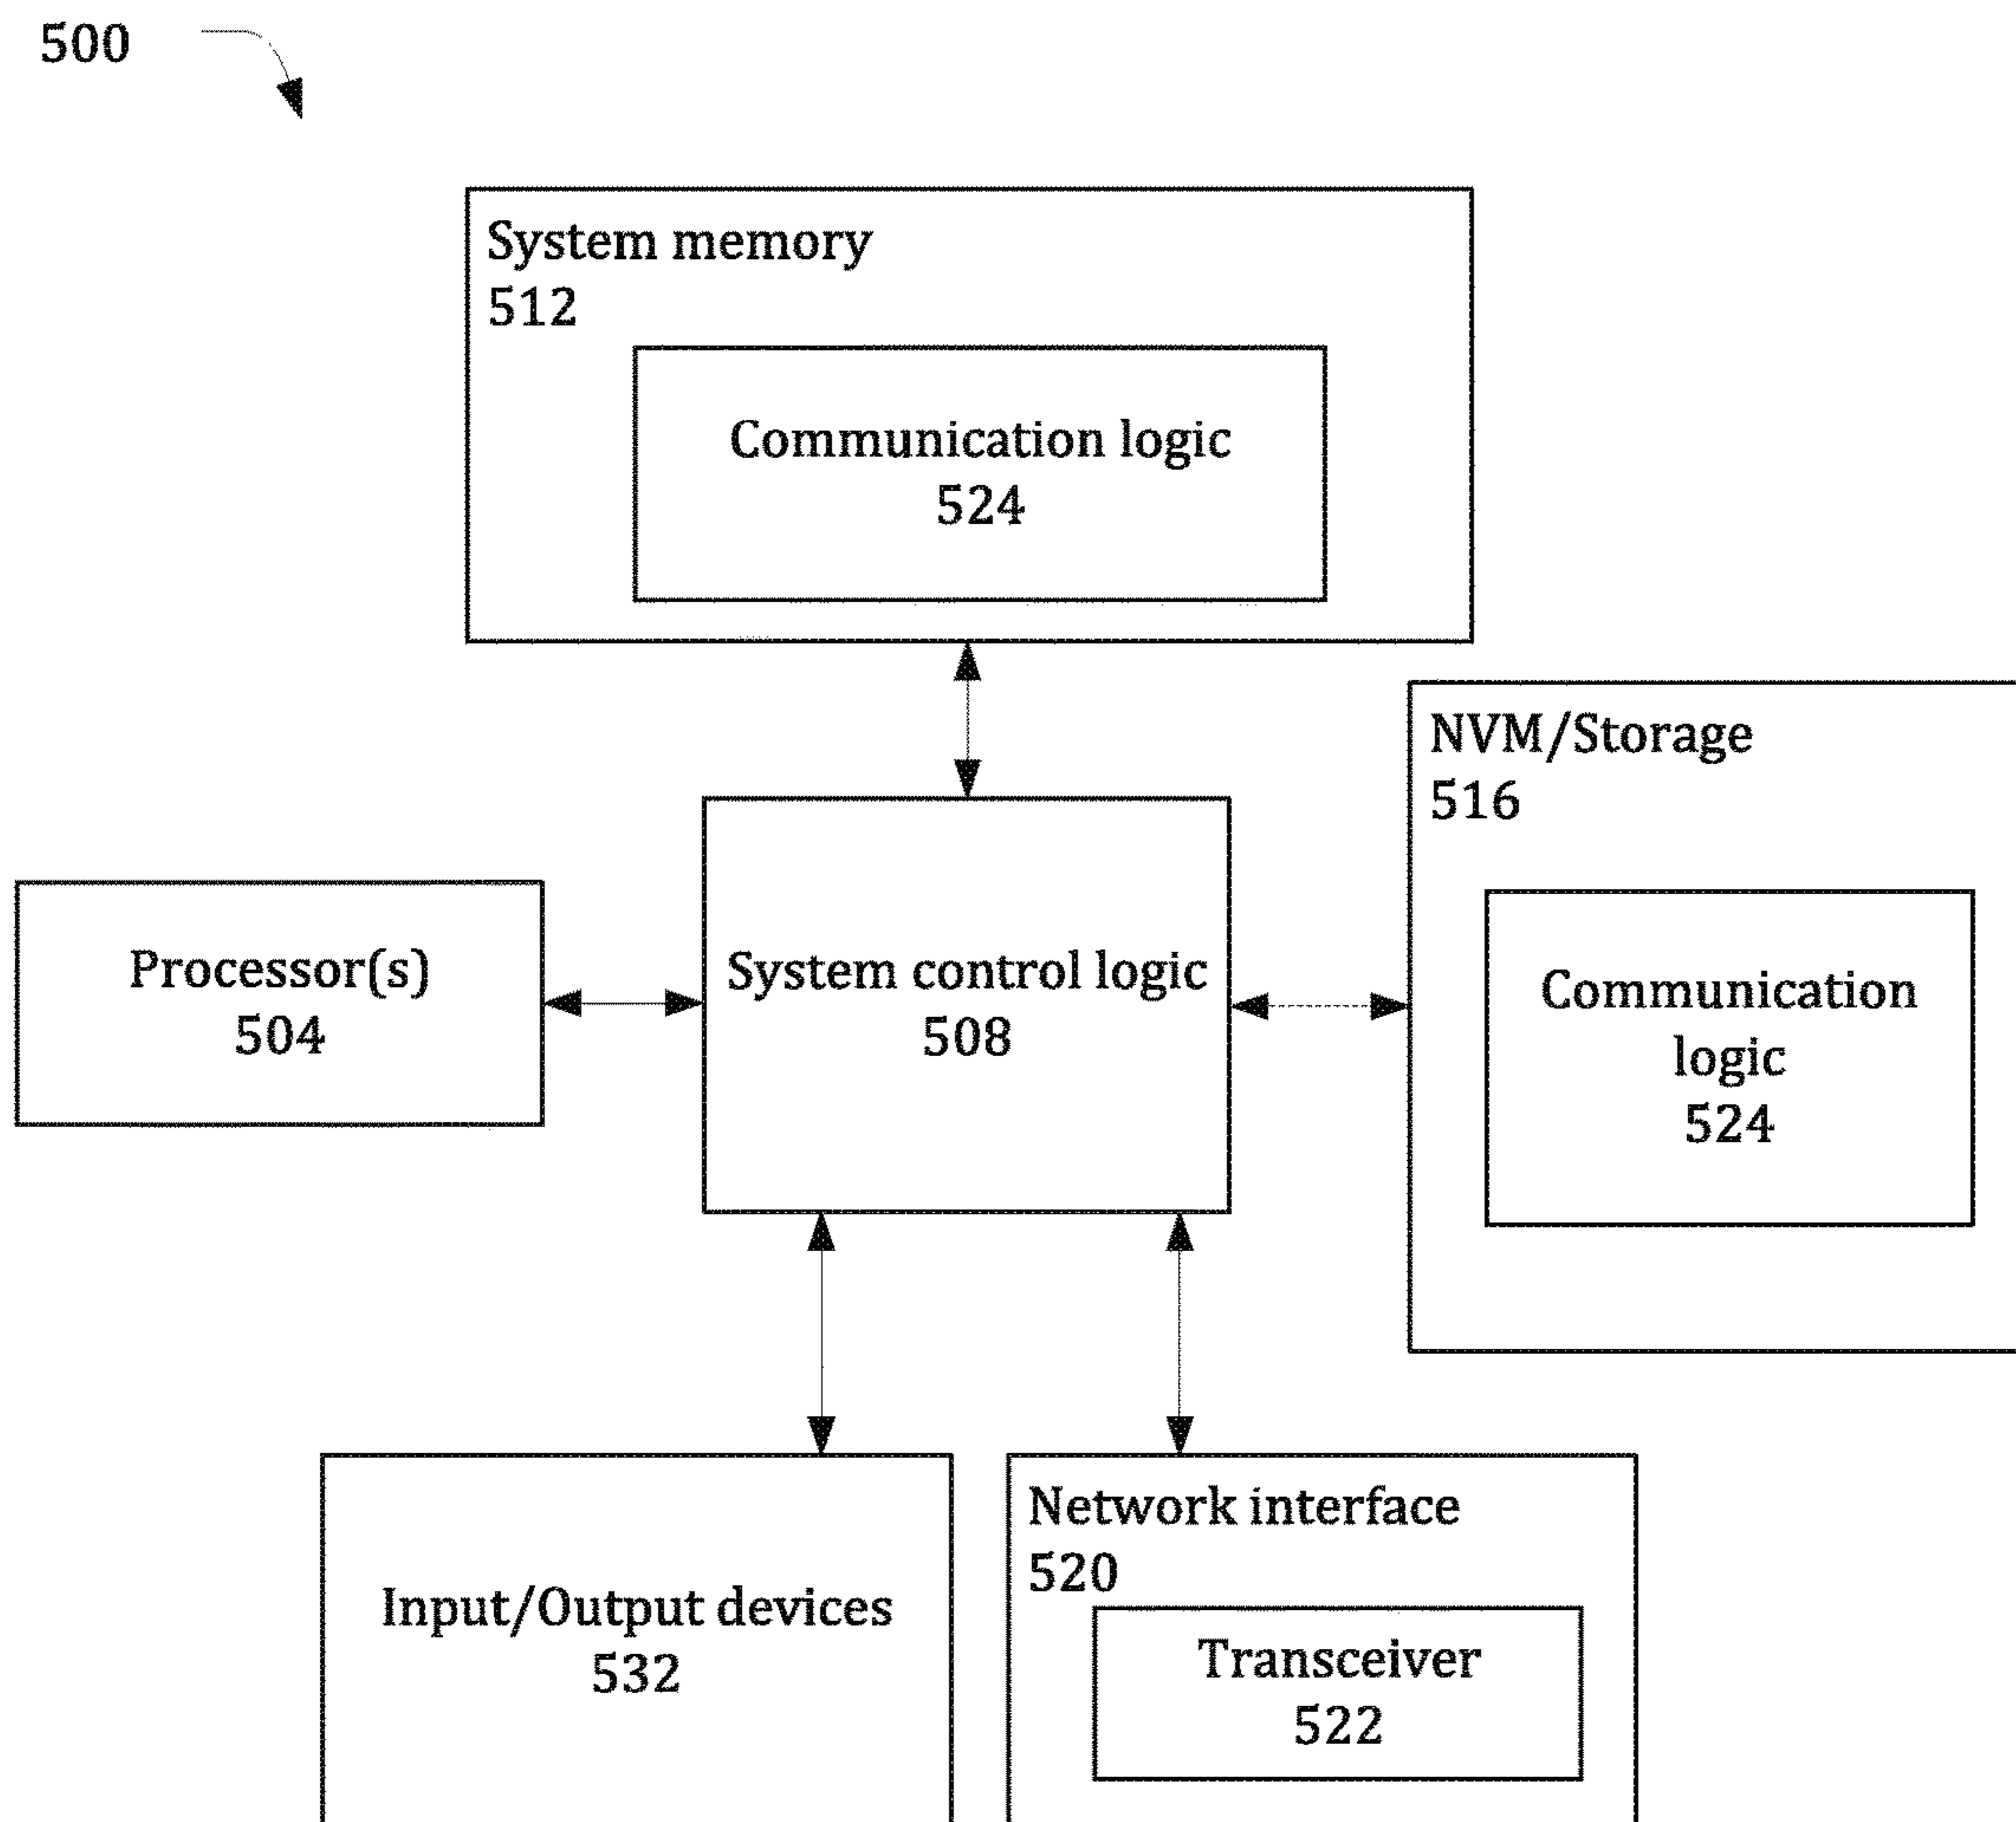 500
System memory
512
Communication logic
524
NVM/Storage
516
Communication
logic
524
Processor(s)
504
System control logic
508
Input/Output devices
532
Network interface
520
Transceiver
522